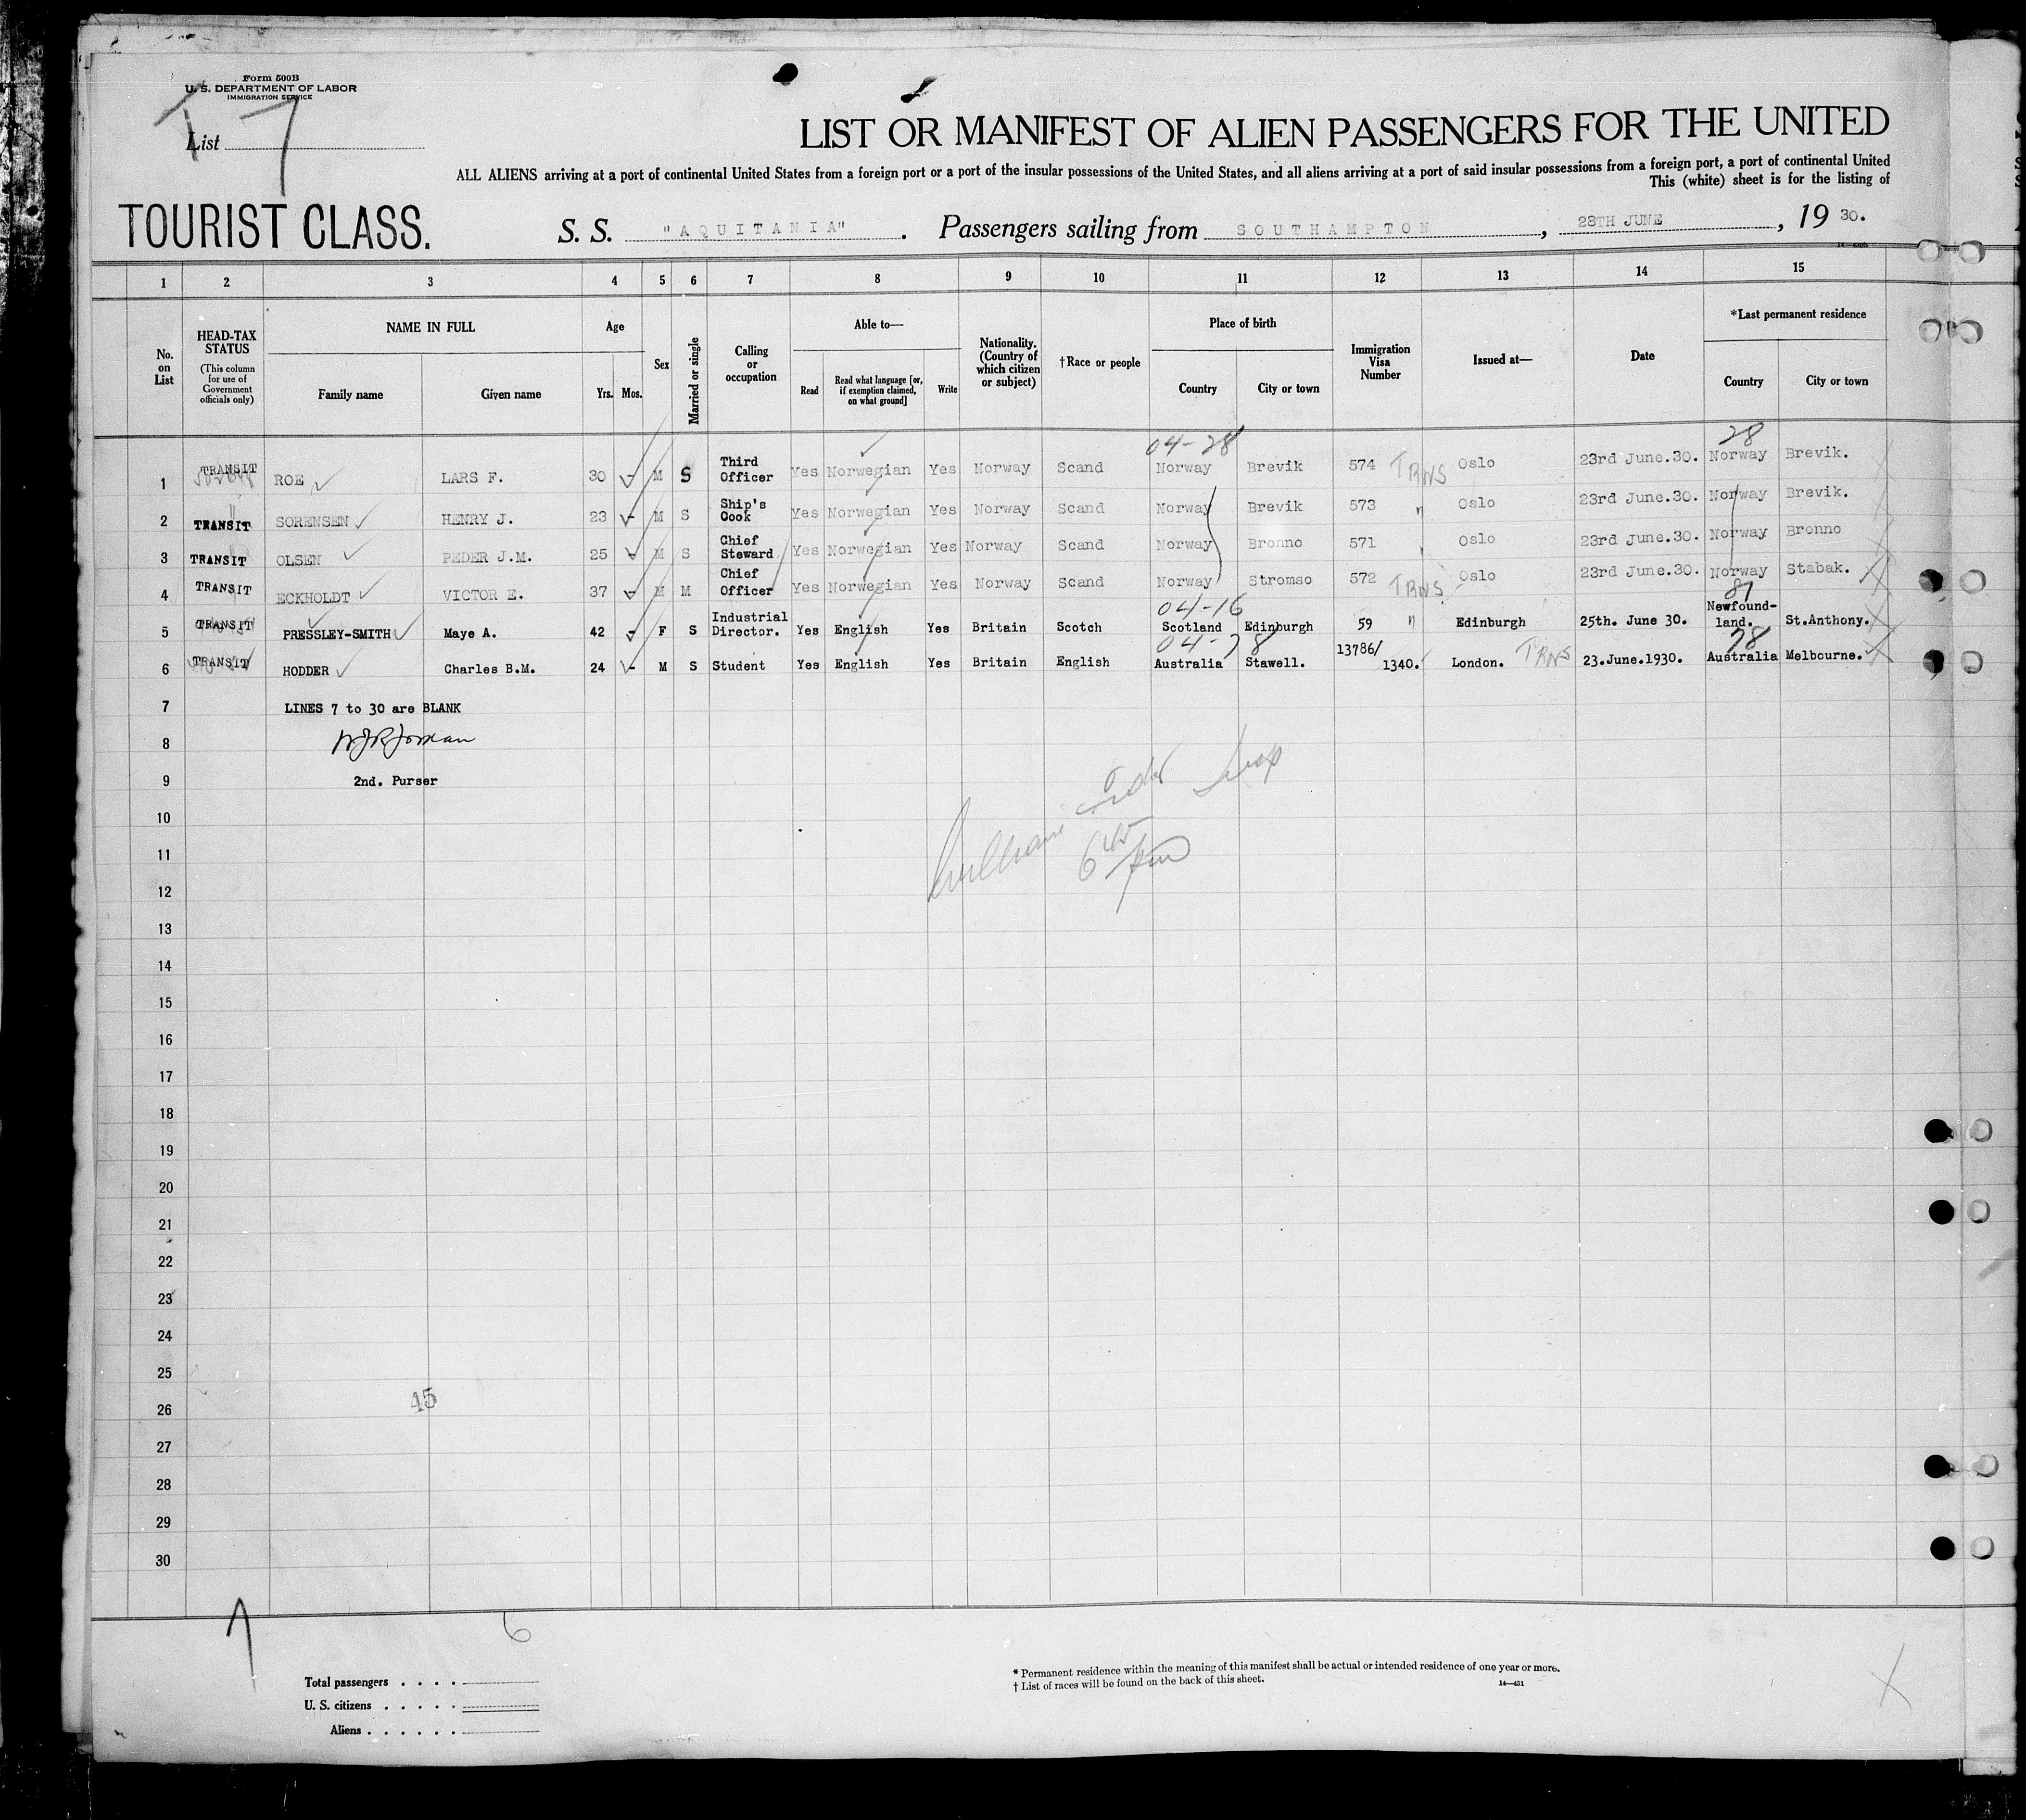 Form 500B
U. S. DEPARTMENT OF LABOR
IMMIGRATION SERVICE
List
T 7
LIST OR MANIFEST OF ALIEN PASSENGERS FOR THE UNITED
ALL ALIENS arriving at a port of continental United States from a foreign port or a port of the insular possessions of the United States, and all aliens arriving at a port of said insular possessions from a foreign port, a port of continental United
This (white) sheet is for the listing of
TOURIST CLASS. S. S. "AQUITANIA". Passengers sailing from SOUTHAMPTON, 28TH JUNE, 19 30.
1 2 3 4 5 6 7 8 9 10 11 12 13 14 15
No. on List
HEAD-TAX STATUS (This column for use of Government officials only)
NAME IN FULL
Family name Given name
Age
Yrs. Mos.
Sex
Married or single
Calling or occupation
Able to—
Read Read what language [or, if exemption claimed, on what ground] Write
Nationality. (Country of which citizen or subject)
†Race or people
Place of birth
Country City or town
Immigration Visa Number
Issued at—
Date
*Last permanent residence
Country City or town
04-28 28
1 TRANSIT ROE LARS F. 30 - M S Third Officer Yes Norwegian Yes Norway Scand Norway Brevik 574 TRNS Oslo 23rd June.30. Norway Brevik.
2 TRANSIT SORENSEN HENRY J. 23 - M S Ship's Cook Yes Norwegian Yes Norway Scand Norway Brevik 573 " Oslo 23rd June.30. Norway Brevik.
3 TRANSIT OLSEN PEDER J.M. 25 - M S Chief Steward Yes Norwegian Yes Norway Scand Norway Bronno 571 Oslo 23rd June.30. Norway Bronno
4 TRANSIT ECKHOLDT VICTOR E. 37 - M M Chief Officer Yes Norwegian Yes Norway Scand Norway Stromso 572 TRNS Oslo 23rd June.30. Norway Stabak.
04-16 81
5 TRANSIT PRESSLEY-SMITH Maye A. 42 - F S Industrial Director. Yes English Yes Britain Scotch Scotland Edinburgh 59 " Edinburgh 25th. June 30. Newfound-land. St.Anthony.
04-78 78
6 TRANSIT HODDER Charles B.M. 24 - M S Student Yes English Yes Britain English Australia Stawell. 13786/1340. London. TRNS 23.June.1930. Australia Melbourne.
7 LINES 7 to 30 are BLANK
8
9 2nd. Purser
10
11
12
13
14
15
16
17
18
19
20
21
22
23
24
25
26
27
28
29
30
15
6
Total passengers . . . .
U. S. citizens . . . . .
Aliens . . . . . .
* Permanent residence within the meaning of this manifest shall be actual or intended residence of one year or more.
† List of races will be found on the back of this sheet.
14—431